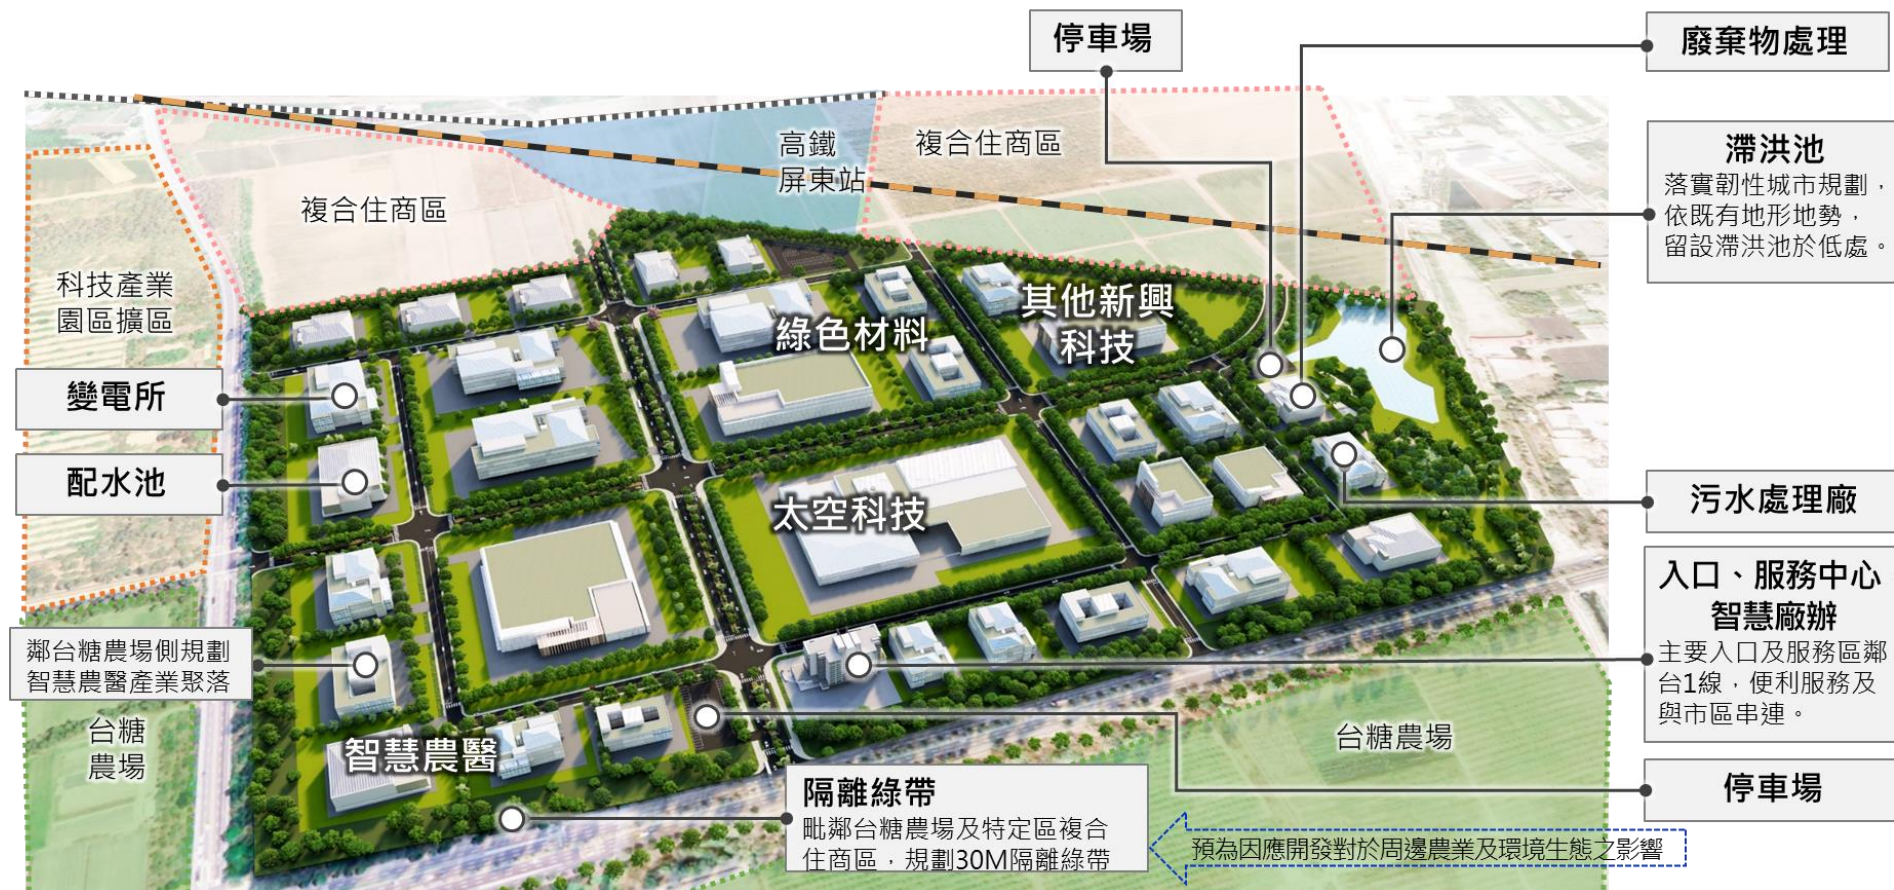 停車場
廢棄物處理
滯洪池
落實韌性城市規劃，
依既有地形地勢，
留設滯洪池於低處。
高鐵
屏東站
複合住商區
複合住商區
科技產業
園區擴區
綠色材料
其他新興
科技
變電所
配水池
太空科技
污水處理廠
入口、服務中心
智慧廠辦
主要入口及服務區鄰
台1線，便利服務及
與市區串連。
鄰台糖農場側規劃
智慧農醫產業聚落
台糖
農場
智慧農醫
台糖農場
停車場
隔離綠帶
毗鄰台糖農場及特定區複合
住商區，規劃30M隔離綠帶
預為因應開發對於周邊農業及環境生態之影響